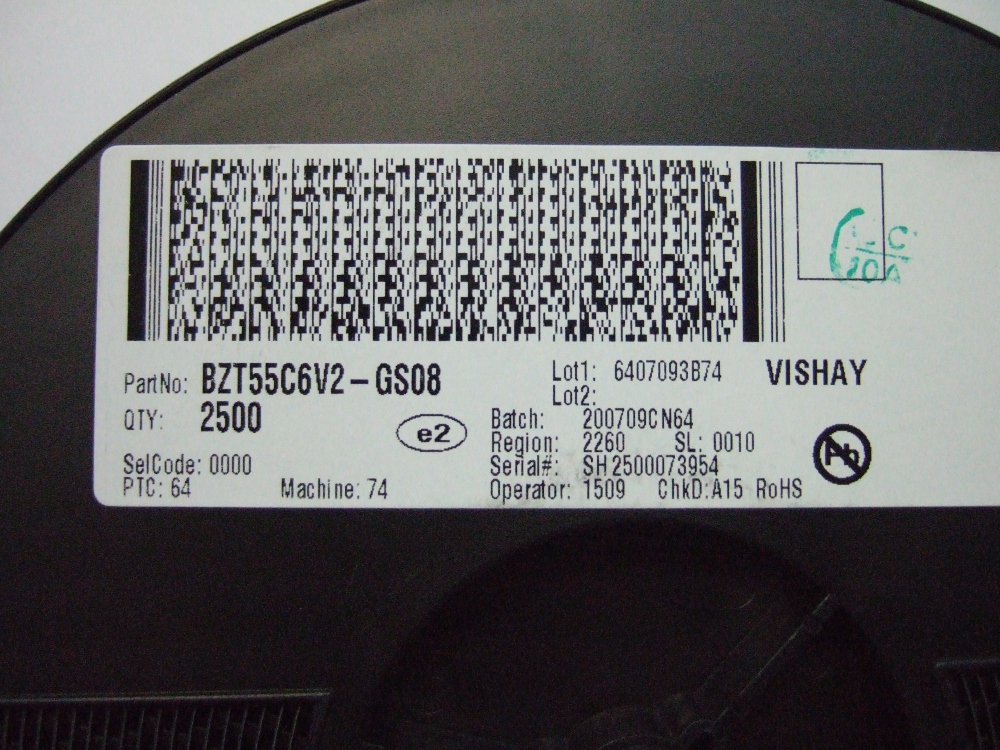 PartNo: BZT55C6V2-GS08
QTY: 2500
e2
SelCode: 0000
PTC: 64 Machine: 74
Lot1: 6407093B74
Lot2:
VISHAY
Batch: 200709CN64
Region: 2260 SL: 0010
Serial#: SH2500073954
Operator: 1509 ChkD:A15 RoHS
Pb